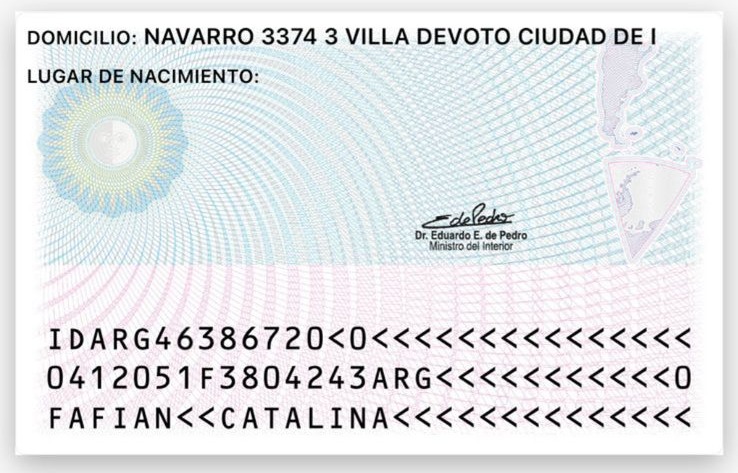 DOMICILIO: NAVARRO 3374 3 VILLA DEVOTO CIUDAD DE
LUGAR DE NACIMIENTO:
Dr. Eduardo E. de Pedro
Ministro del Interior
IDARG46386720<0<<<<<<<<<<<<<<<
0412051F3804243ARG<<<<<<<<<<<0
FAFIAN<<CATALINA<<<<<<<<<<<<<<